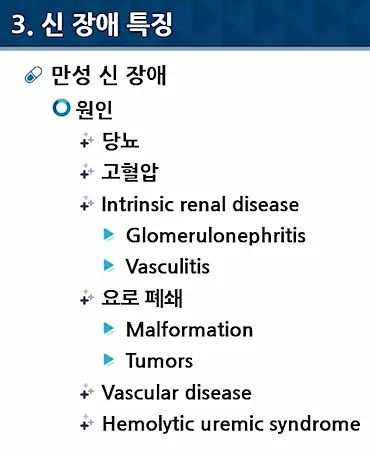 3. 신 장애 특징
만성 신 장애
원인
당뇨
고혈압
Intrinsic renal disease
Glomerulonephritis
Vasculitis
요로 폐쇄
Malformation
Tumors
Vascular disease
Hemolytic uremic syndrome